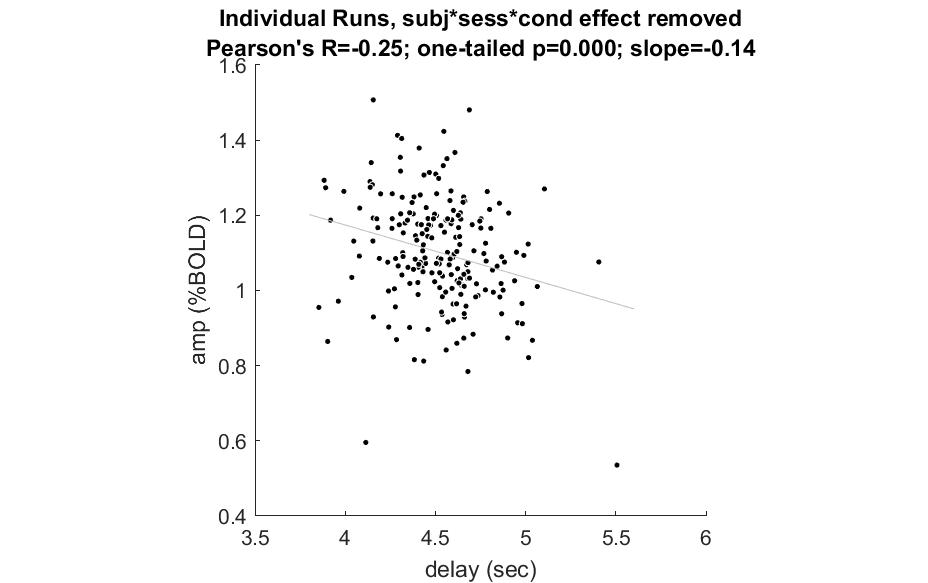 Individual Runs, subj*sess*cond effect removed
Pearson's R=-0.25; one-tailed p=0.000; slope=-0.14
1.6
1.4
1.2
1
0.8
0.6
0.4
amp (%BOLD)
3.5 4 4.5 5 5.5 6
delay (sec)